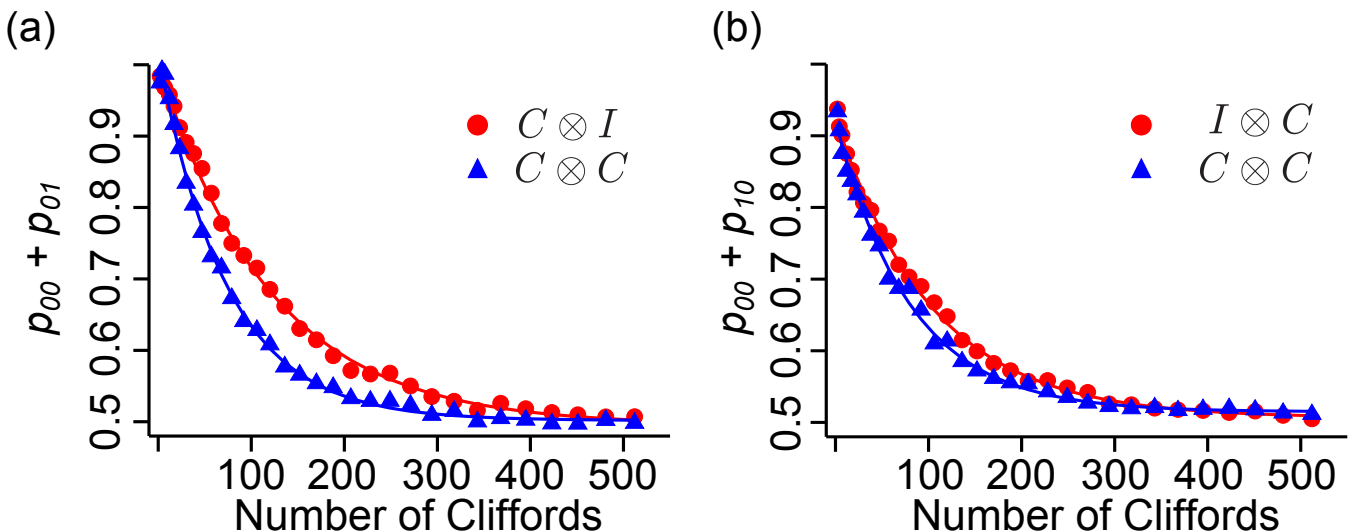 (a)
C ⊗ I
C ⊗ C
p00 + p01
0.5 0.6 0.7 0.8 0.9
100 200 300 400 500
Number of Cliffords
(b)
I ⊗ C
C ⊗ C
p00 + p10
0.5 0.6 0.7 0.8 0.9
100 200 300 400 500
Number of Cliffords